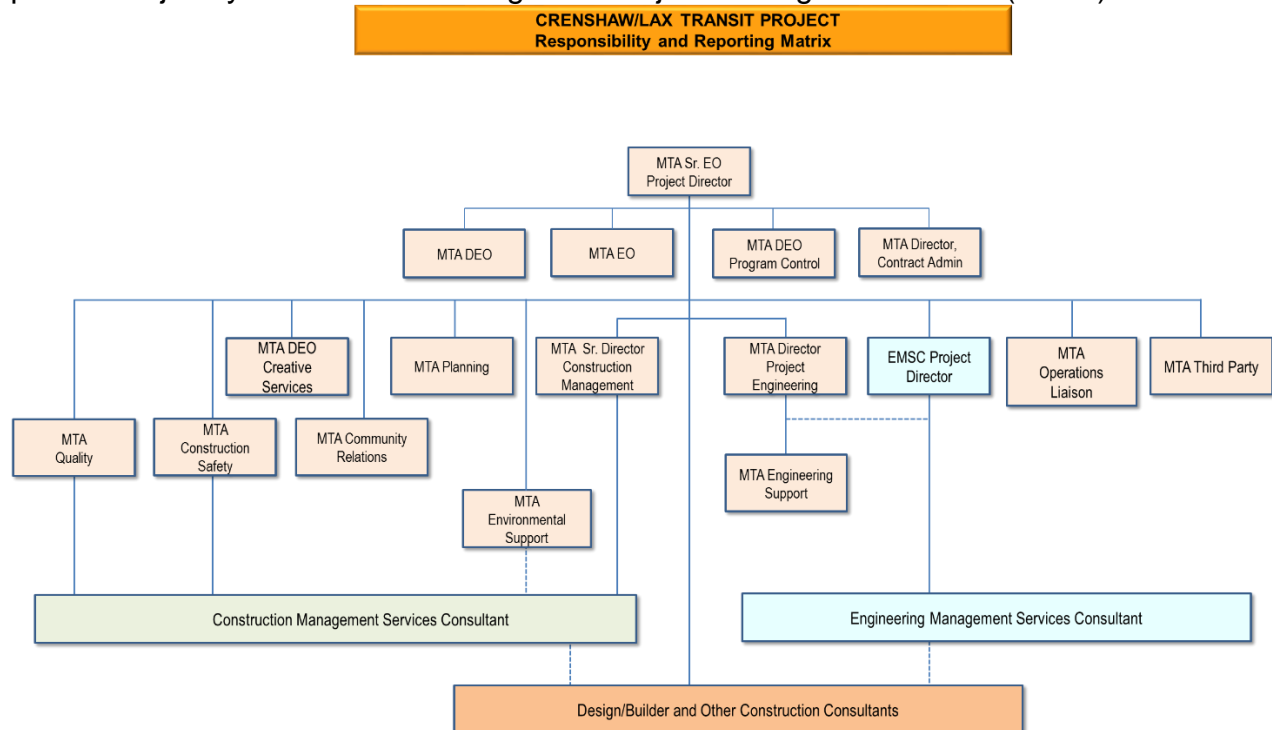 CRENSHAW/LAX TRANSIT PROJECT
Responsibility and Reporting Matrix
MTA Sr. EO
Project Director
MTA DEO
MTA EO
MTA DEO
Program Control
MTA Director,
Contract Admin
MTA DEO
Creative
Services
MTA Planning
MTA Sr. Director
Construction
Management
MTA Director
Project
Engineering
EMSC Project
Director
MTA
Operations
Liaison
MTA Third Party
MTA
Quality
MTA
Construction
Safety
MTA Community
Relations
MTA Engineering
Support
MTA
Environmental
Support
Construction Management Services Consultant
Engineering Management Services Consultant
Design/Builder and Other Construction Consultants